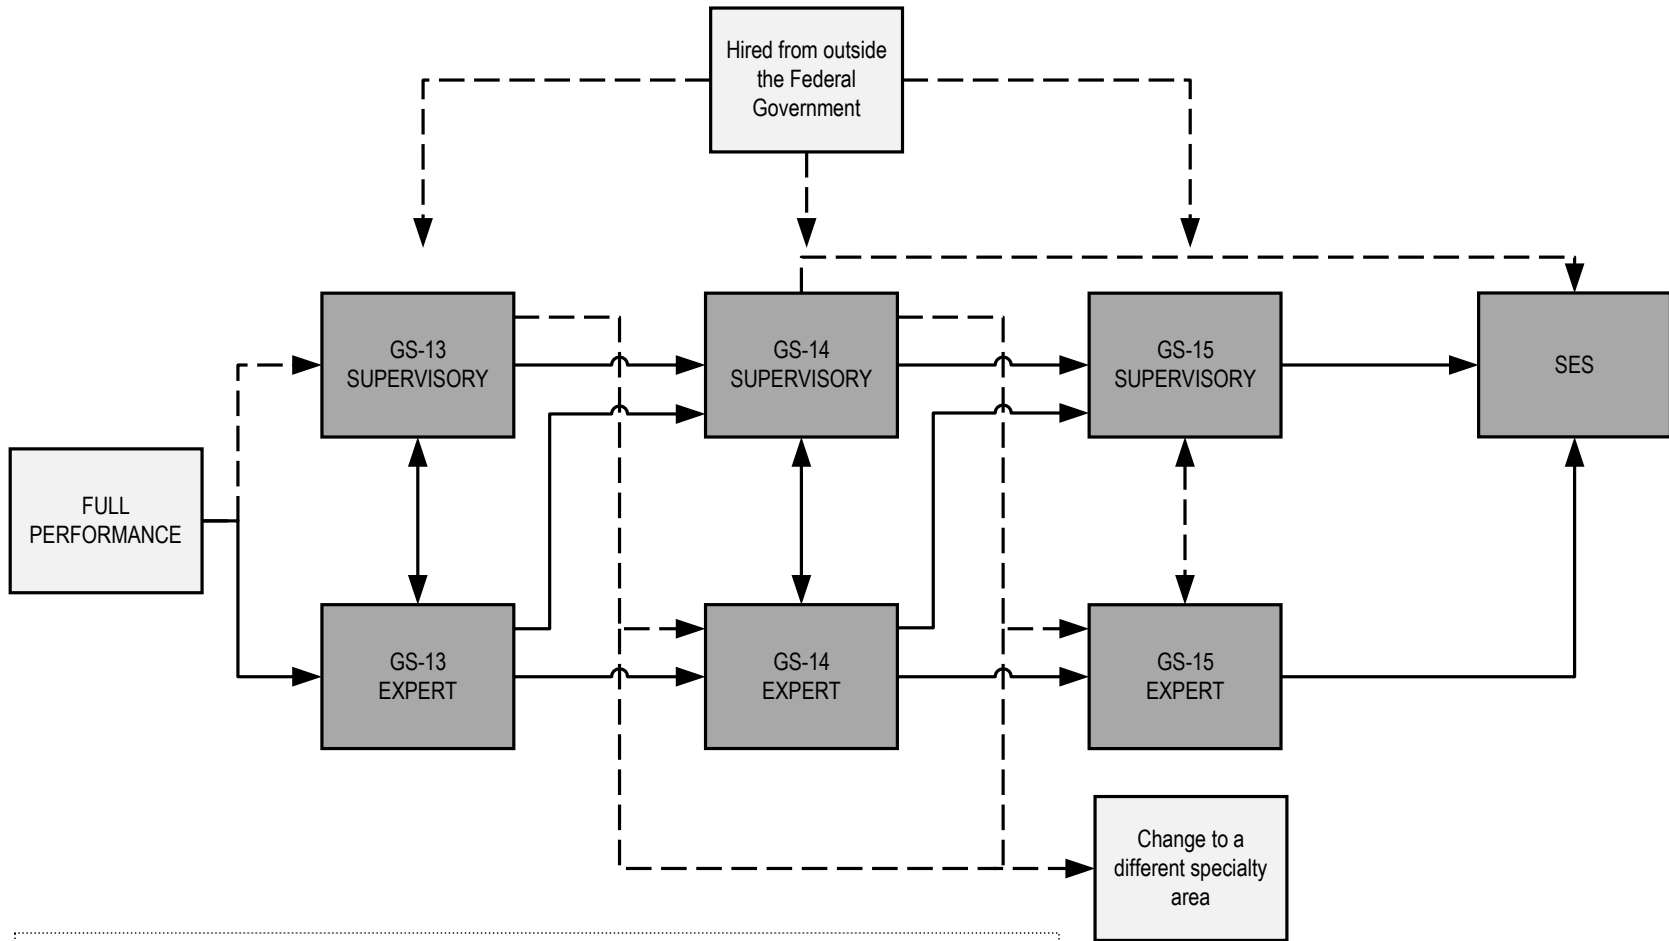 Hired from outside
the Federal
Government
GS-13
SUPERVISORY
GS-14
SUPERVISORY
GS-15
SUPERVISORY
SES
FULL
PERFORMANCE
GS-13
EXPERT
GS-14
EXPERT
GS-15
EXPERT
Change to a
different specialty
area